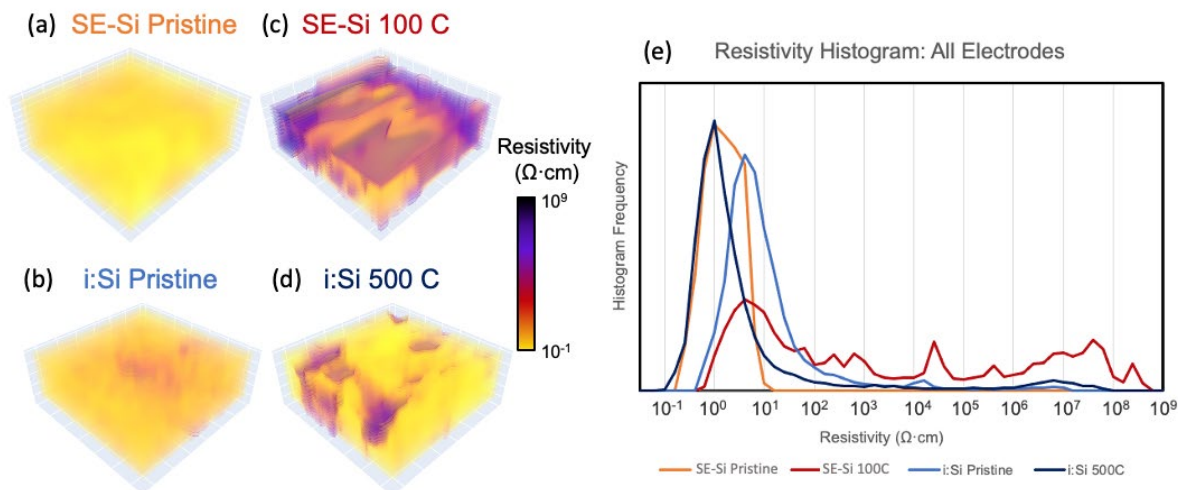 (a) SE-Si Pristine
(c) SE-Si 100 C
Resistivity
(Ω·cm)
10⁹
10⁻¹
(b) i:Si Pristine
(d) i:Si 500 C
(e) Resistivity Histogram: All Electrodes
Histogram Frequency
10⁻¹ 10⁰ 10¹ 10² 10³ 10⁴ 10⁵ 10⁶ 10⁷ 10⁸ 10⁹
Resistivity (Ω·cm)
SE-Si Pristine SE-Si 100C i:Si Pristine i:Si 500C